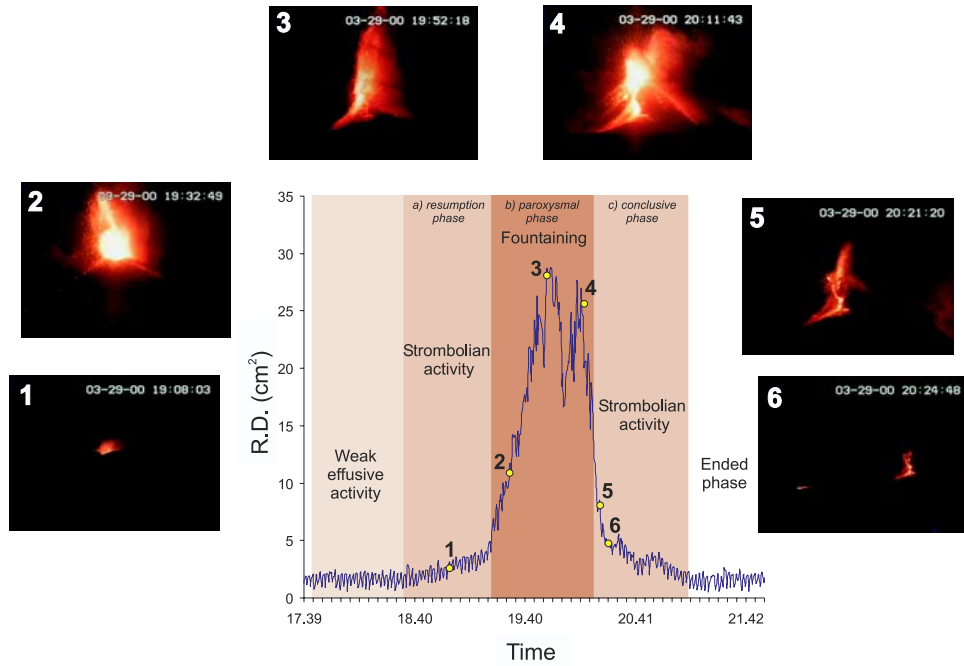 3
03-29-00 19:52:18
4
03-29-00 20:11:43
2
03-29-00 19:32:49
1
03-29-00 19:08:03
5
03-29-00 20:21:20
6
03-29-00 20:24:48
R.D. (cm²)
35
30
25
20
15
10
5
0
a) resumption
phase
b) paroxysmal
phase
c) conclusive
phase
Fountaining
3
4
Strombolian
activity
Strombolian
activity
2
Weak
effusive
activity
Ended
phase
5
6
1
17.39
18.40
19.40
20.41
21.42
Time